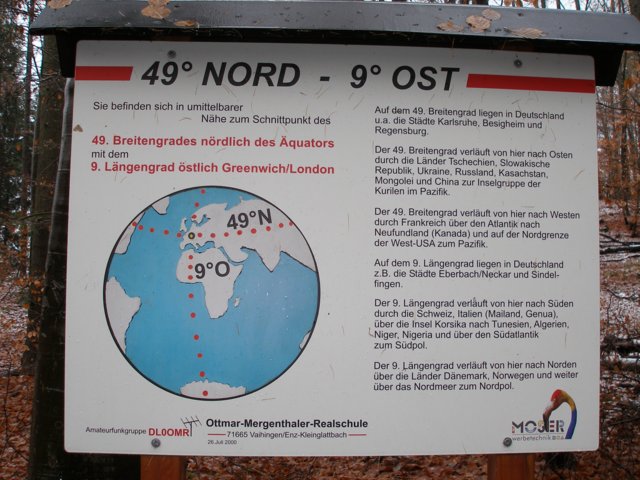 49° NORD - 9° OST
Sie befinden sich in umittelbarer
Nähe zum Schnittpunkt des
49. Breitengrades nördlich des Äquators
mit dem
9. Längengrad östlich Greenwich/London
49°N
9°O
Auf dem 49. Breitengrad liegen in Deutschland
u.a. die Städte Karlsruhe, Besigheim und
Regensburg.
Der 49. Breitengrad verläuft von hier nach Osten
durch die Länder Tschechien, Slowakische
Republik, Ukraine, Russland, Kasachstan,
Mongolei und China zur Inselgruppe der
Kurilen im Pazifik.
Der 49. Breitengrad verläuft von hier nach Westen
durch Frankreich über den Atlantik nach
Neufundland (Kanada) und auf der Nordgrenze
der West-USA zum Pazifik.
Auf dem 9. Längengrad liegen in Deutschland
z.B. die Städte Eberbach/Neckar und Sindel-
fingen.
Der 9. Längengrad verläuft von hier nach Süden
durch die Schweiz, Italien (Mailand, Genua),
über die Insel Korsika nach Tunesien, Algerien,
Niger, Nigeria und über den Südatlantik
zum Südpol.
Der 9. Längengrad verläuft von hier nach Norden
über die Länder Dänemark, Norwegen und weiter
über das Nordmeer zum Nordpol.
Amateurfunkgruppe DL0OMR
Ottmar-Mergenthaler-Realschule
71665 Vaihingen/Enz-Kleinglattbach
26.Juli 2000
MOSER
werbetechnik